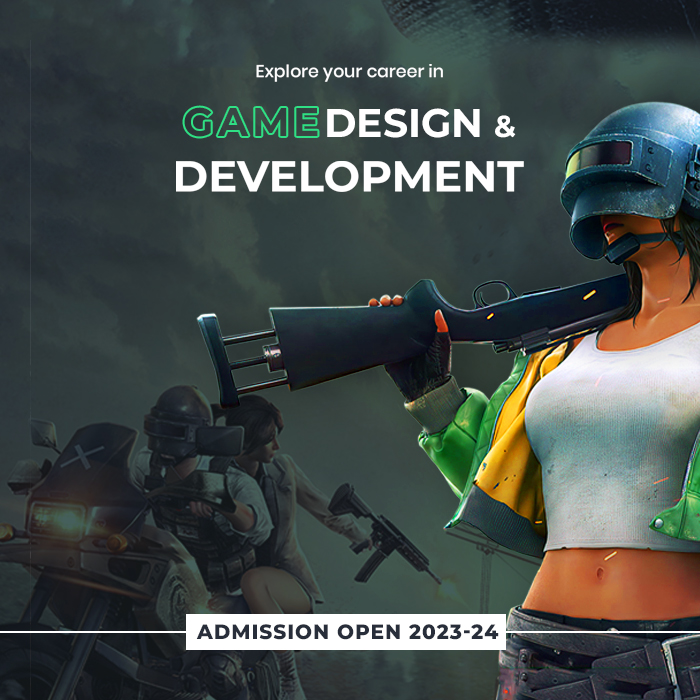 Explore your career in
GAME DESIGN &
DEVELOPMENT
ADMISSION OPEN 2023-24